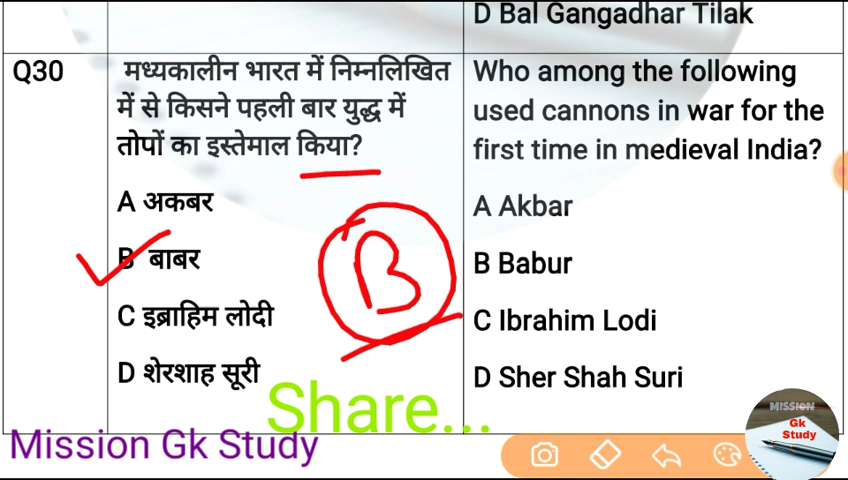 D Bal Gangadhar Tilak
Q30
मध्यकालीन भारत में निम्नलिखित
में से किसने पहली बार युद्ध में
तोपों का इस्तेमाल किया?
A अकबर
B बाबर
C इब्राहिम लोदी
D शेरशाह सूरी
B
Who among the following
used cannons in war for the
first time in medieval India?
A Akbar
B Babur
C Ibrahim Lodi
D Sher Shah Suri
Share...
Mission Gk Study
MISSION
Gk
Study